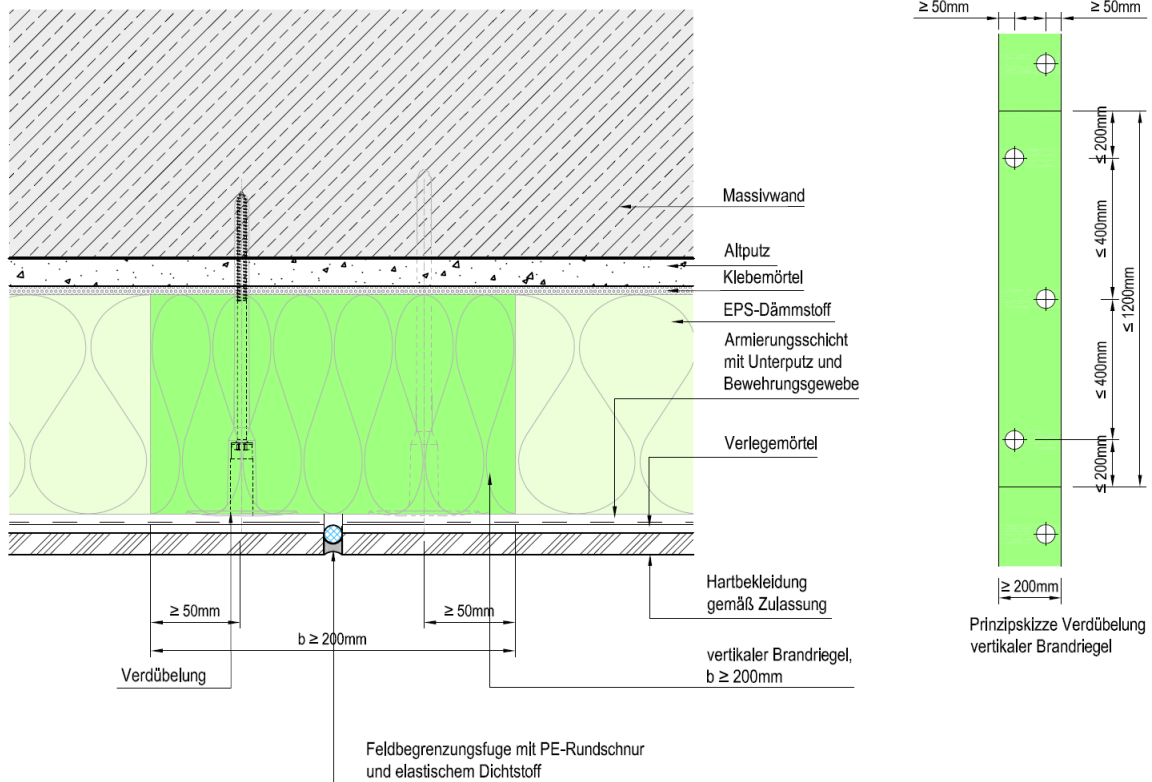 Massivwand
Altputz
Klebemörtel
EPS-Dämmstoff
Armierungsschicht
mit Unterputz und
Bewehrungsgewebe
Verlegemörtel
Hartbekleidung
gemäß Zulassung
vertikaler Brandriegel,
b ≥ 200mm
≥ 50mm
≥ 50mm
b ≥ 200mm
Verdübelung
Feldbegrenzungsfuge mit PE-Rundschnur
und elastischem Dichtstoff
≥ 50mm
≥ 50mm
≤ 200mm
≤ 400mm
≤ 400mm
≤ 200mm
≤ 1200mm
≥ 200mm
Prinzipskizze Verdübelung
vertikaler Brandriegel